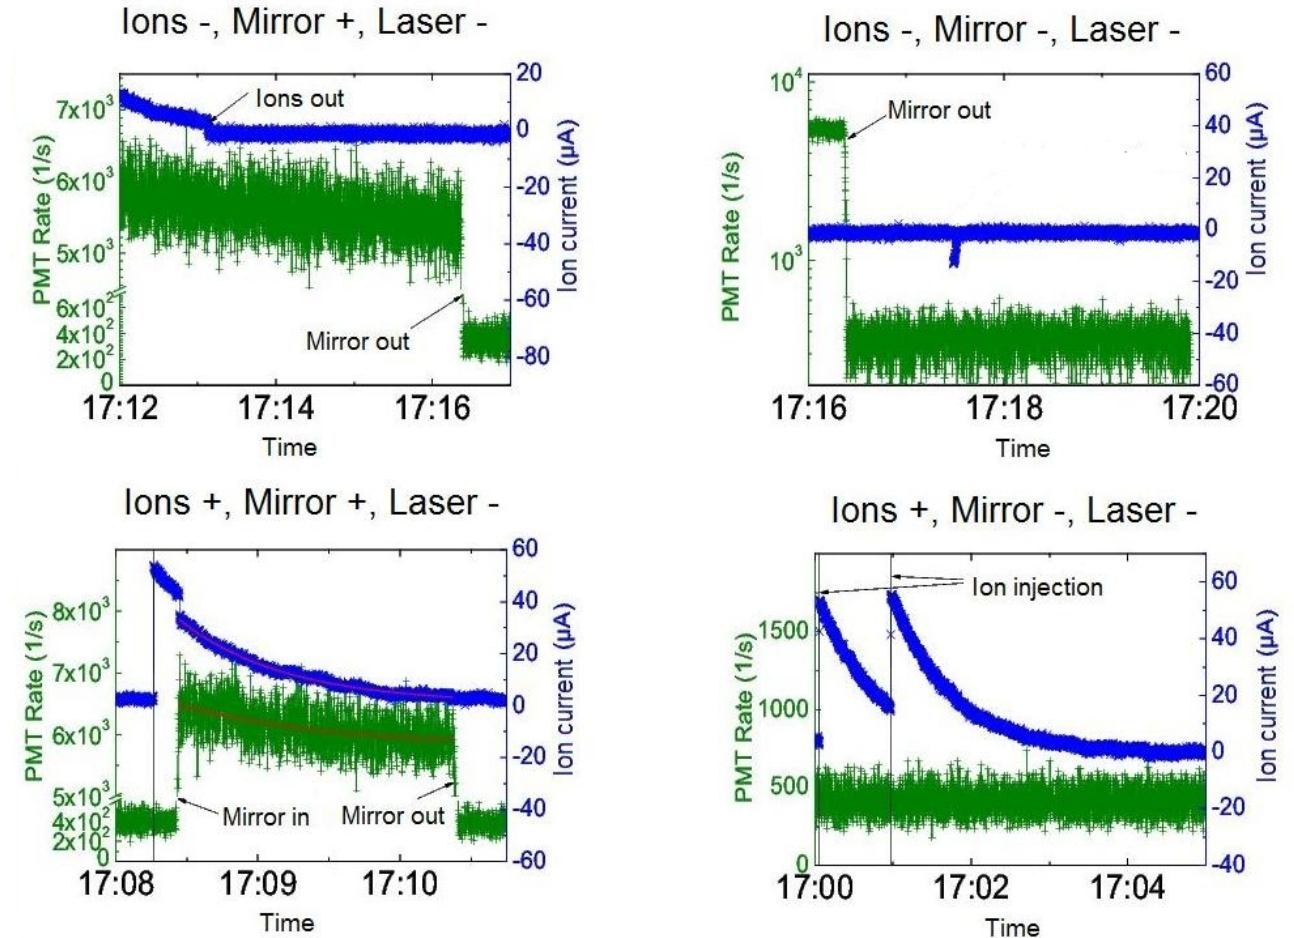 Ions -, Mirror +, Laser -
20
7x10³
Ions out
0
6x10³
-20
5x10³
-40
-60
6x10²
4x10²
Mirror out
2x10²
-80
0
PMT Rate (1/s)
Ion current (μA)
17:12
17:14
17:16
Time
Ions -, Mirror -, Laser -
10⁴
60
Mirror out
40
20
0
10³
-20
-40
-60
PMT Rate (1/s)
Ion current (μA)
17:16
17:18
17:20
Time
Ions +, Mirror +, Laser -
60
8x10³
40
20
7x10³
0
6x10³
-20
5x10³
Mirror in
Mirror out
-40
4x10²
2x10²
0
-60
PMT Rate (1/s)
Ion current (μA)
17:08
17:09
17:10
Time
Ions +, Mirror -, Laser -
Ion injection
60
1500
40
20
1000
0
500
-20
0
-40
PMT Rate (1/s)
Ion current (μA)
17:00
17:02
17:04
Time